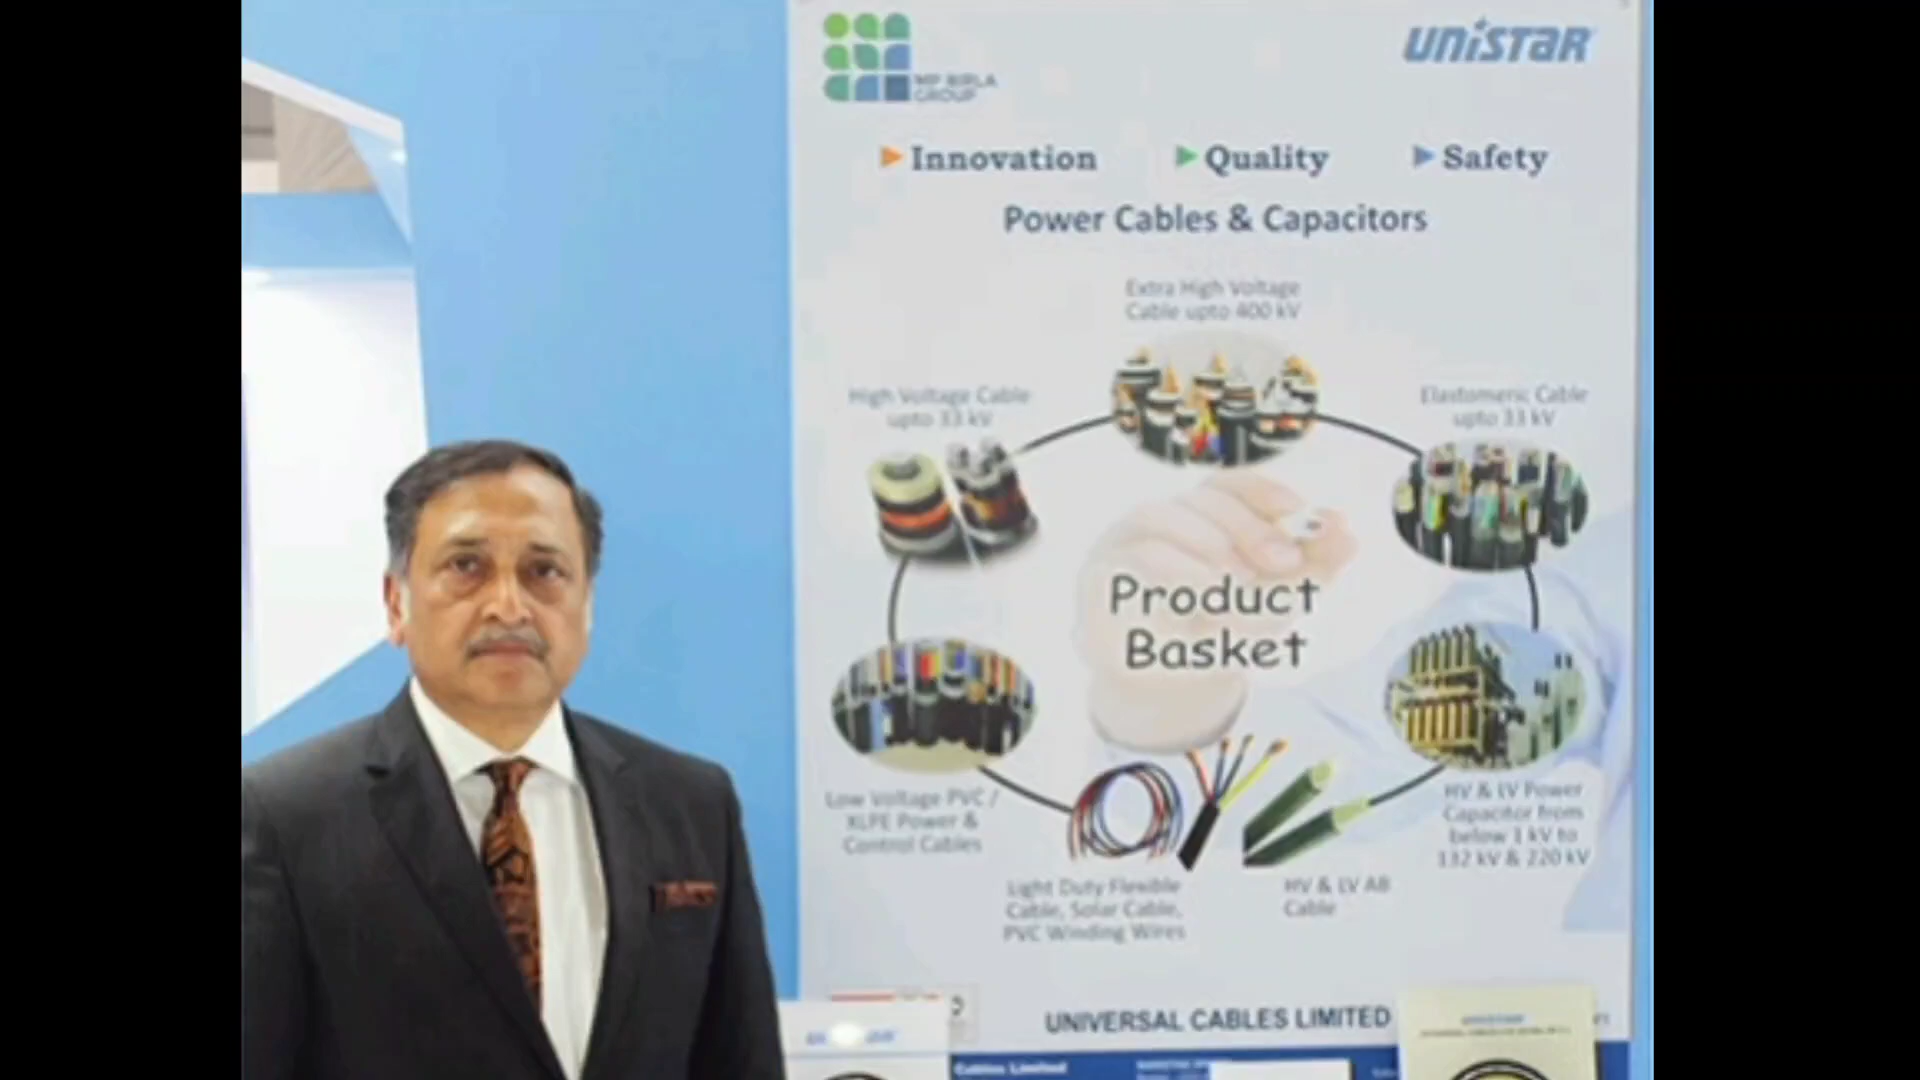 MP BIRLA
GROUP
UNISTAR
Innovation
Quality
Safety
Power Cables & Capacitors
Extra High Voltage
Cable upto 400 kV
High Voltage Cable
upto 33 kV
Elastomeric Cable
upto 33 kV
Product
Basket
Low Voltage PVC /
XLPE Power &
Control Cables
HV & LV Power
Capacitor from
below 1 kV to
132 kV & 220 kV
Light Duty Flexible
Cable, Solar Cable,
PVC Winding Wires
HV & LV AB
Cable
UNIVERSAL CABLES LIMITED
Cables Limited